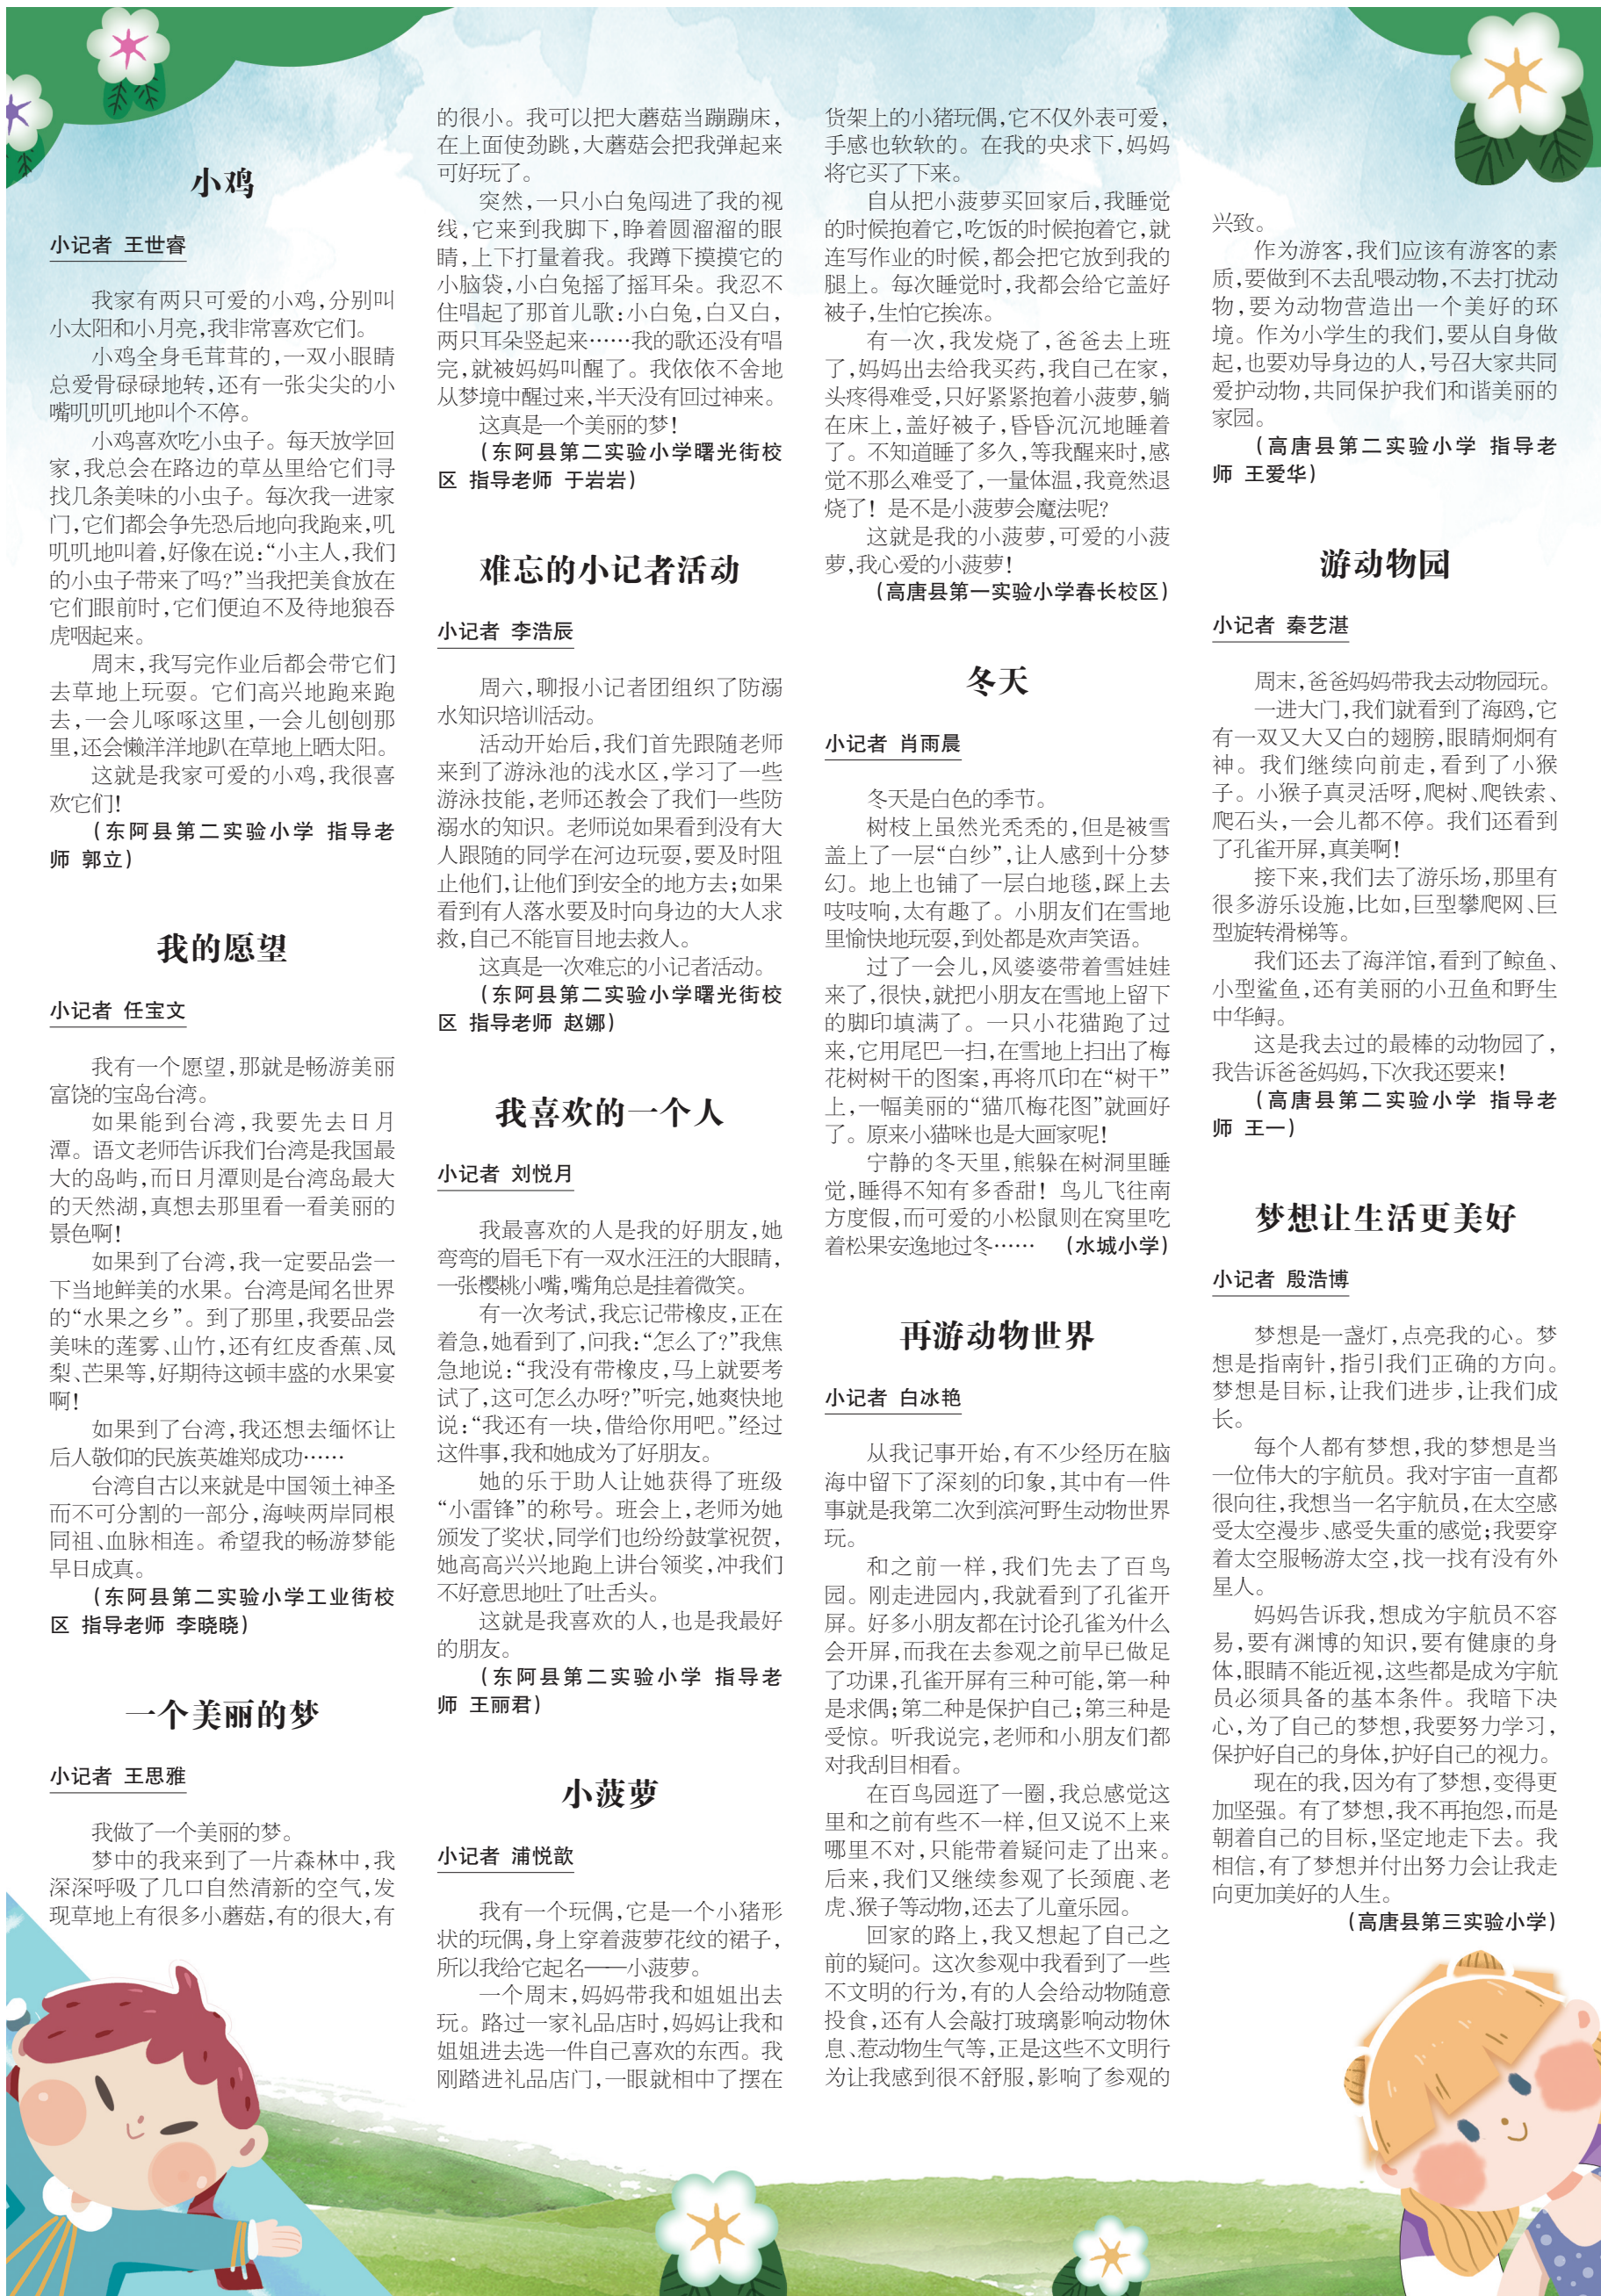 小鸡
小记者 王世睿
我家有两只可爱的小鸡，分别叫
小太阳和小月亮，我非常喜欢它们。
小鸡全身毛茸茸的，一双小眼睛
总爱骨碌碌地转，还有一张尖尖的小
嘴叽叽叽地叫个不停。
小鸡喜欢吃小虫子。每天放学回
家，我总会在路边的草丛里给它们寻
找几条美味的小虫子。每次我一进家
门，它们都会争先恐后地向我跑来，叽
叽叽地叫着，好像在说：“小主人，我们
的小虫子带来了吗？”当我把美食放在
它们眼前时，它们便迫不及待地狼吞
虎咽起来。
周末，我写完作业后都会带它们
去草地上玩耍。它们高兴地跑来跑
去，一会儿啄啄这里，一会儿刨刨那
里，还会懒洋洋地趴在草地上晒太阳。
这就是我家可爱的小鸡，我很喜
欢它们！
（东阿县第二实验小学 指导老
师 郭立）
我的愿望
小记者 任宝文
我有一个愿望，那就是畅游美丽
富饶的宝岛台湾。
如果能到台湾，我要先去日月
潭。语文老师告诉我们台湾是我国最
大的岛屿，而日月潭则是台湾岛最大
的天然湖，真想去那里看一看美丽的
景色啊！
如果到了台湾，我一定要品尝一
下当地鲜美的水果。台湾是闻名世界
的“水果之乡”。到了那里，我要品尝
美味的莲雾、山竹，还有红皮香蕉、凤
梨、芒果等，好期待这顿丰盛的水果宴
啊！
如果到了台湾，我还想去缅怀让
后人敬仰的民族英雄郑成功……
台湾自古以来就是中国领土神圣
而不可分割的一部分，海峡两岸同根
同祖、血脉相连。希望我的畅游梦能
早日成真。
（东阿县第二实验小学工业街校
区 指导老师 李晓晓）
一个美丽的梦
小记者 王思雅
我做了一个美丽的梦。
梦中的我来到了一片森林中，我
深深呼吸了几口自然清新的空气，发
现草地上有很多小蘑菇，有的很大，有
的很小。我可以把大蘑菇当蹦蹦床，
在上面使劲跳，大蘑菇会把我弹起来
可好玩了。
突然，一只小白兔闯进了我的视
线，它来到我脚下，睁着圆溜溜的眼
睛，上下打量着我。我蹲下摸摸它的
小脑袋，小白兔摇了摇耳朵。我忍不
住唱起了那首儿歌：小白兔，白又白，
两只耳朵竖起来……我的歌还没有唱
完，就被妈妈叫醒了。我依依不舍地
从梦境中醒过来，半天没有回过神来。
这真是一个美丽的梦！
（东阿县第二实验小学曙光街校
区 指导老师 于岩岩）
难忘的小记者活动
小记者 李浩辰
周六，聊报小记者团组织了防溺
水知识培训活动。
活动开始后，我们首先跟随老师
来到了游泳池的浅水区，学习了一些
游泳技能，老师还教会了我们一些防
溺水的知识。老师说如果看到没有大
人跟随的同学在河边玩耍，要及时阻
止他们，让他们到安全的地方去；如果
看到有人落水要及时向身边的大人求
救，自己不能盲目地去救人。
这真是一次难忘的小记者活动。
（东阿县第二实验小学曙光街校
区 指导老师 赵娜）
我喜欢的一个人
小记者 刘悦月
我最喜欢的人是我的好朋友，她
弯弯的眉毛下有一双水汪汪的大眼睛，
一张樱桃小嘴，嘴角总是挂着微笑。
有一次考试，我忘记带橡皮，正在
着急，她看到了，问我：“怎么了？”我焦
急地说：“我没有带橡皮，马上就要考
试了，这可怎么办呀？”听完，她爽快地
说：“我还有一块，借给你用吧。”经过
这件事，我和她成为了好朋友。
她的乐于助人让她获得了班级
“小雷锋”的称号。班会上，老师为她
颁发了奖状，同学们也纷纷鼓掌祝贺，
她高高兴兴地跑上讲台领奖，冲我们
不好意思地吐了吐舌头。
这就是我喜欢的人，也是我最好
的朋友。
（东阿县第二实验小学 指导老
师 王丽君）
小菠萝
小记者 浦悦歆
我有一个玩偶，它是一个小猪形
状的玩偶，身上穿着菠萝花纹的裙子，
所以我给它起名——小菠萝。
一个周末，妈妈带我和姐姐出去
玩。路过一家礼品店时，妈妈让我和
姐姐进去选一件自己喜欢的东西。我
刚踏进礼品店门，一眼就相中了摆在
货架上的小猪玩偶，它不仅外表可爱，
手感也软软的。在我的央求下，妈妈
将它买了下来。
自从把小菠萝买回家后，我睡觉
的时候抱着它，吃饭的时候抱着它，就
连写作业的时候，都会把它放到我的
腿上。每次睡觉时，我都会给它盖好
被子，生怕它挨冻。
有一次，我发烧了，爸爸去上班
了，妈妈出去给我买药，我自己在家，
头疼得难受，只好紧紧抱着小菠萝，躺
在床上，盖好被子，昏昏沉沉地睡着
了。不知道睡了多久，等我醒来时，感
觉不那么难受了，一量体温，我竟然退
烧了！是不是小菠萝会魔法呢？
这就是我的小菠萝，可爱的小菠
萝，我心爱的小菠萝！
（高唐县第一实验小学春长校区）
冬天
小记者 肖雨晨
冬天是白色的季节。
树枝上虽然光秃秃的，但是被雪
盖上了一层“白纱”，让人感到十分梦
幻。地上也铺了一层白地毯，踩上去
吱吱响，太有趣了。小朋友们在雪地
里愉快地玩耍，到处都是欢声笑语。
过了一会儿，风婆婆带着雪娃娃
来了，很快，就把小朋友在雪地上留下
的脚印填满了。一只小花猫跑了过
来，它用尾巴一扫，在雪地上扫出了梅
花树树干的图案，再将爪印在“树干”
上，一幅美丽的“猫爪梅花图”就画好
了。原来小猫咪也是大画家呢！
宁静的冬天里，熊躲在树洞里睡
觉，睡得不知有多香甜！鸟儿飞往南
方度假，而可爱的小松鼠则在窝里吃
着松果安逸地过冬…… （水城小学）
再游动物世界
小记者 白冰艳
从我记事开始，有不少经历在脑
海中留下了深刻的印象，其中有一件
事就是我第二次到滨河野生动物世界
玩。
和之前一样，我们先去了百鸟
园。刚走进园内，我就看到了孔雀开
屏。好多小朋友都在讨论孔雀为什么
会开屏，而我在去参观之前早已做足
了功课，孔雀开屏有三种可能，第一种
是求偶；第二种是保护自己；第三种是
受惊。听我说完，老师和小朋友们都
对我刮目相看。
在百鸟园逛了一圈，我总感觉这
里和之前有些不一样，但又说不上来
哪里不对，只能带着疑问走了出来。
后来，我们又继续参观了长颈鹿、老
虎、猴子等动物，还去了儿童乐园。
回家的路上，我又想起了自己之
前的疑问。这次参观中我看到了一些
不文明的行为，有的人会给动物随意
投食，还有人会敲打玻璃影响动物休
息、惹动物生气等，正是这些不文明行
为让我感到很不舒服，影响了参观的
兴致。
作为游客，我们应该有游客的素
质，要做到不去乱喂动物，不去打扰动
物，要为动物营造出一个美好的环
境。作为小学生的我们，要从自身做
起，也要劝导身边的人，号召大家共同
爱护动物，共同保护我们和谐美丽的
家园。
（高唐县第二实验小学 指导老
师 王爱华）
游动物园
小记者 秦艺湛
周末，爸爸妈妈带我去动物园玩。
一进大门，我们就看到了海鸥，它
有一双又大又白的翅膀，眼睛炯炯有
神。我们继续向前走，看到了小猴
子。小猴子真灵活呀，爬树、爬铁索、
爬石头，一会儿都不停。我们还看到
了孔雀开屏，真美啊！
接下来，我们去了游乐场，那里有
很多游乐设施，比如，巨型攀爬网、巨
型旋转滑梯等。
我们还去了海洋馆，看到了鲸鱼、
小型鲨鱼，还有美丽的小丑鱼和野生
中华鲟。
这是我去过的最棒的动物园了，
我告诉爸爸妈妈，下次我还要来！
（高唐县第二实验小学 指导老
师 王一）
梦想让生活更美好
小记者 殷浩博
梦想是一盏灯，点亮我的心。梦
想是指南针，指引我们正确的方向。
梦想是目标，让我们进步，让我们成
长。
每个人都有梦想，我的梦想是当
一位伟大的宇航员。我对宇宙一直都
很向往，我想当一名宇航员，在太空感
受太空漫步、感受失重的感觉；我要穿
着太空服畅游太空，找一找有没有外
星人。
妈妈告诉我，想成为宇航员不容
易，要有渊博的知识，要有健康的身
体，眼睛不能近视，这些都是成为宇航
员必须具备的基本条件。我暗下决
心，为了自己的梦想，我要努力学习，
保护好自己的身体，护好自己的视力。
现在的我，因为有了梦想，变得更
加坚强。有了梦想，我不再抱怨，而是
朝着自己的目标，坚定地走下去。我
相信，有了梦想并付出努力会让我走
向更加美好的人生。
（高唐县第三实验小学）